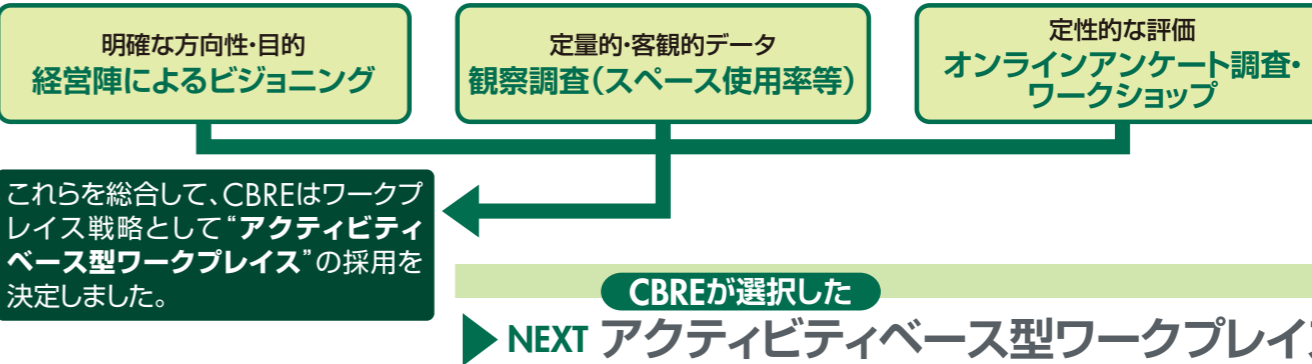 明確な方向性・目的
経営陣によるビジョニング
定量的・客観的データ
観察調査（スペース使用率等）
定性的な評価
オンラインアンケート調査・
ワークショップ
これらを総合して、CBREはワークプ
レイス戦略として“アクティビティ
ベース型ワークプレイス”の採用を
決定しました。
CBREが選択した
NEXT アクティビティベース型ワークプレイス